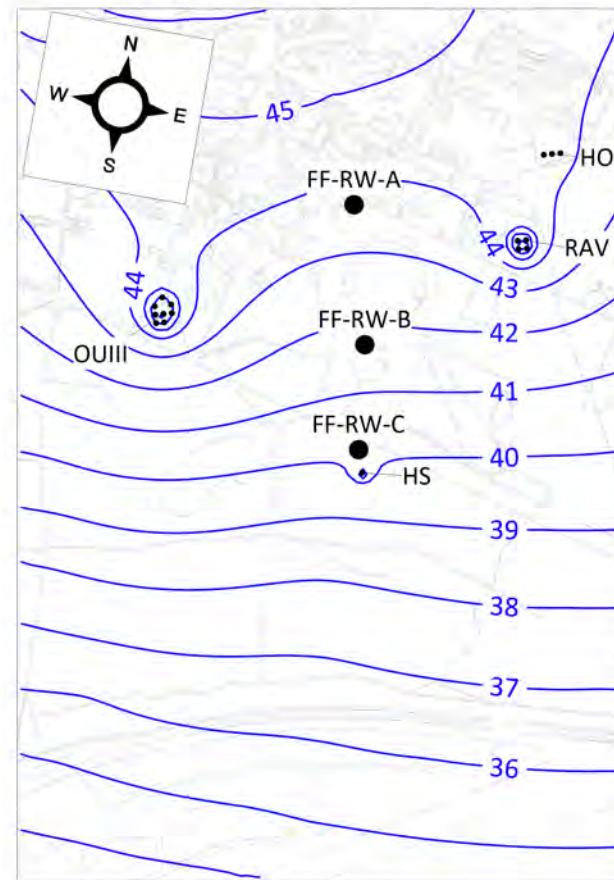 N
W
E
S
45
HO
FF-RW-A
44
RAV
44
43
FF-RW-B
42
OUIII
41
FF-RW-C
40
HS
39
38
37
36